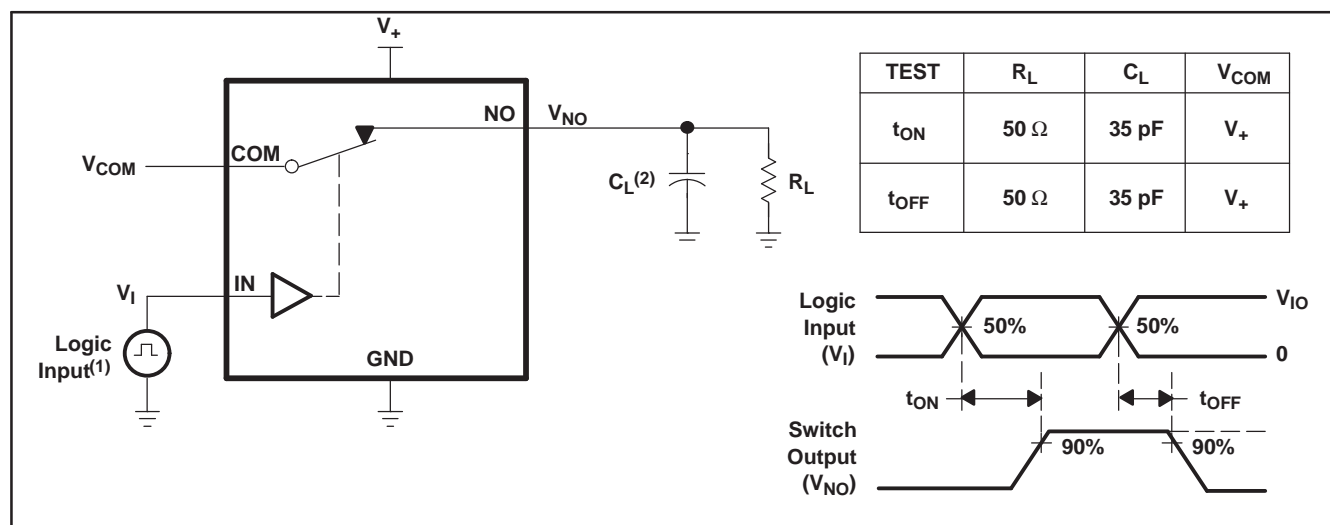 V+
NO
VNO
COM
VCOM
CL(2)
RL
IN
VI
Logic
Input(1)
GND
TEST RL CL VCOM
tON 50 Ω 35 pF V+
tOFF 50 Ω 35 pF V+
Logic
Input
(VI)
50%
50%
VIO
0
tON
tOFF
Switch
Output
(VNO)
90%
90%